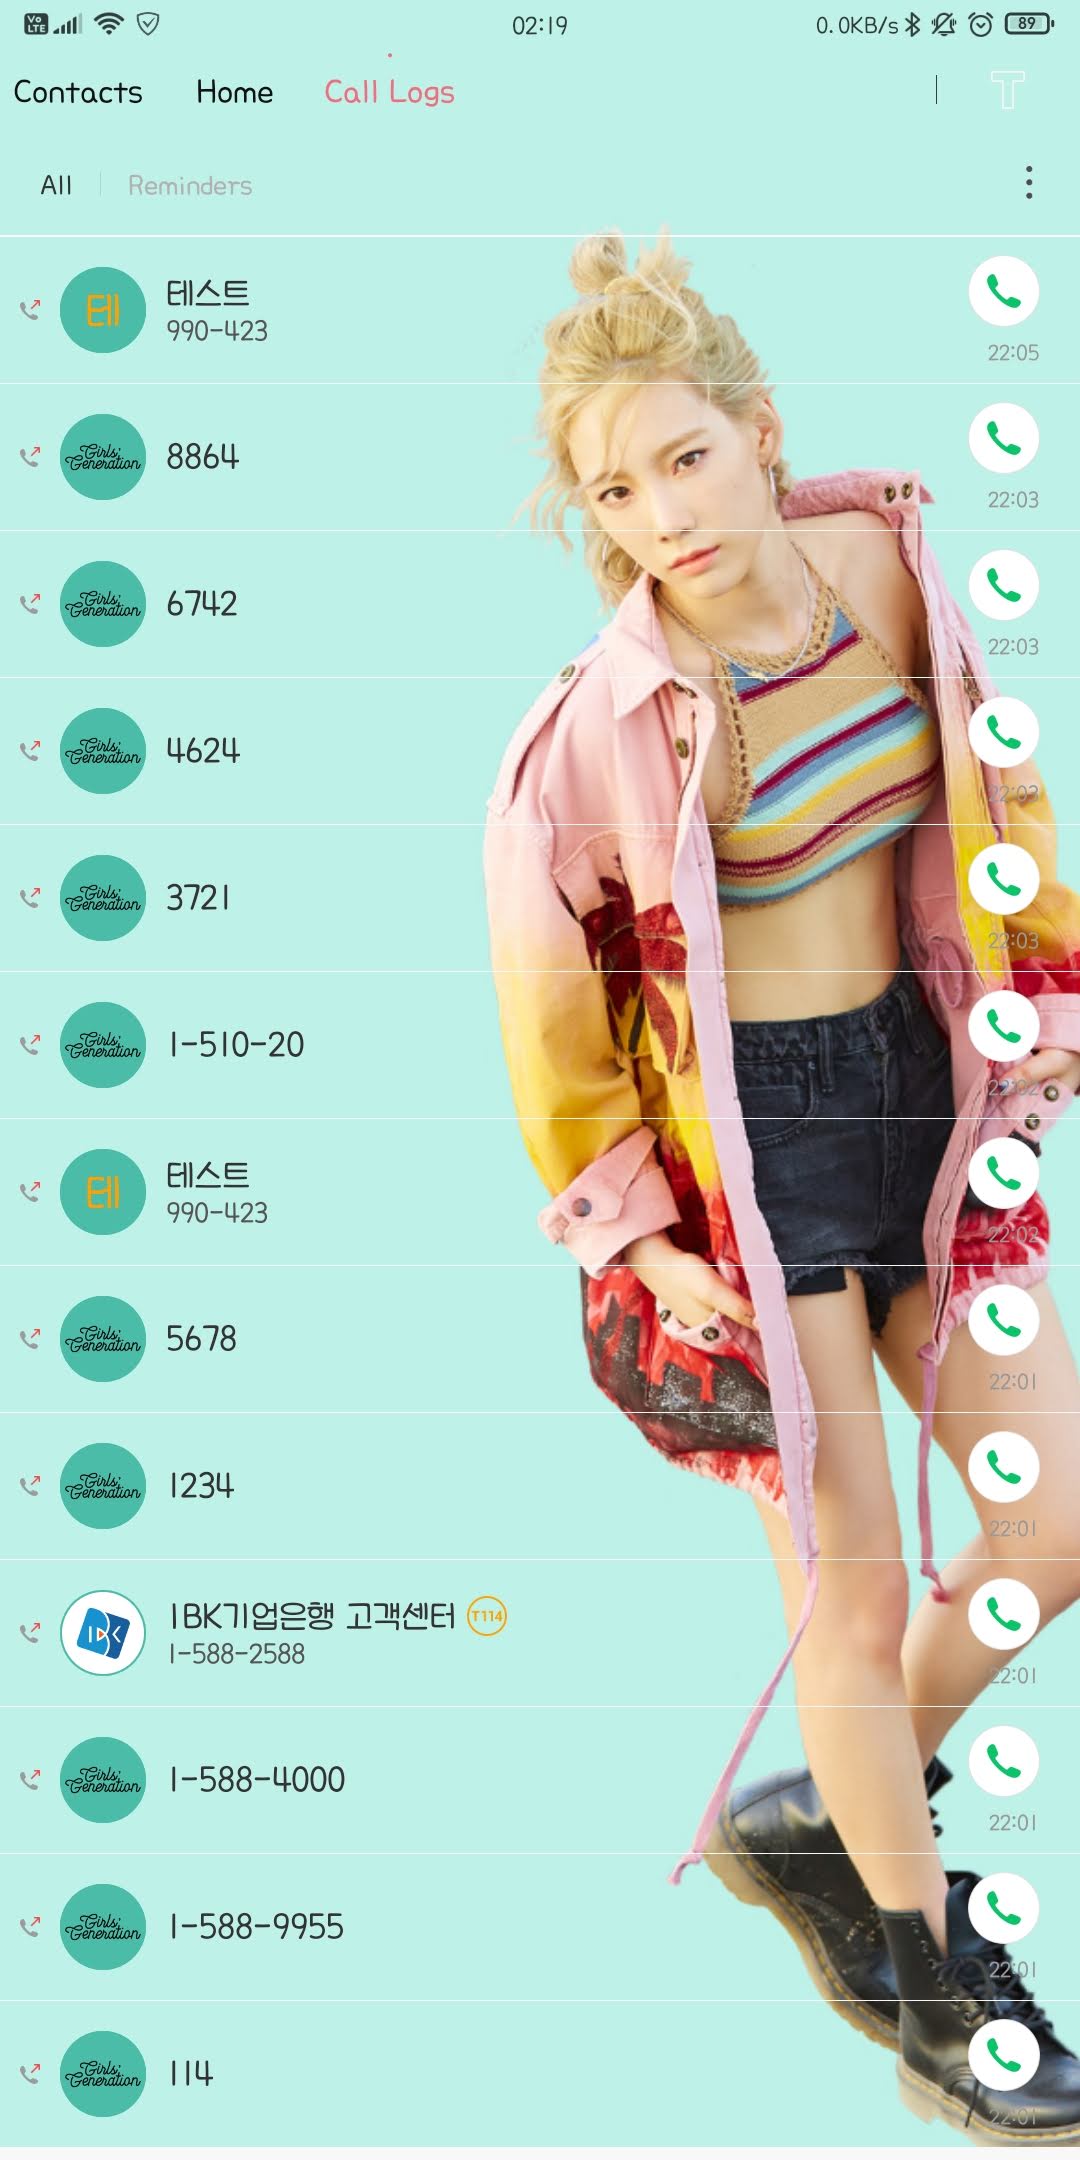 Vo LTE 02:19 0.0KB/s 89
Contacts Home Call Logs T
All Reminders
테 테스트
990-423
22:05
Girls' Generation 8864
22:03
Girls' Generation 6742
22:03
Girls' Generation 4624
22:03
Girls' Generation 3721
22:03
Girls' Generation 1-510-20
22:02
테 테스트
990-423
22:02
Girls' Generation 5678
22:01
Girls' Generation 1234
22:01
IBK IBK기업은행 고객센터 T114
1-588-2588
22:01
Girls' Generation 1-588-4000
22:01
Girls' Generation 1-588-9955
22:01
Girls' Generation 114
22:01